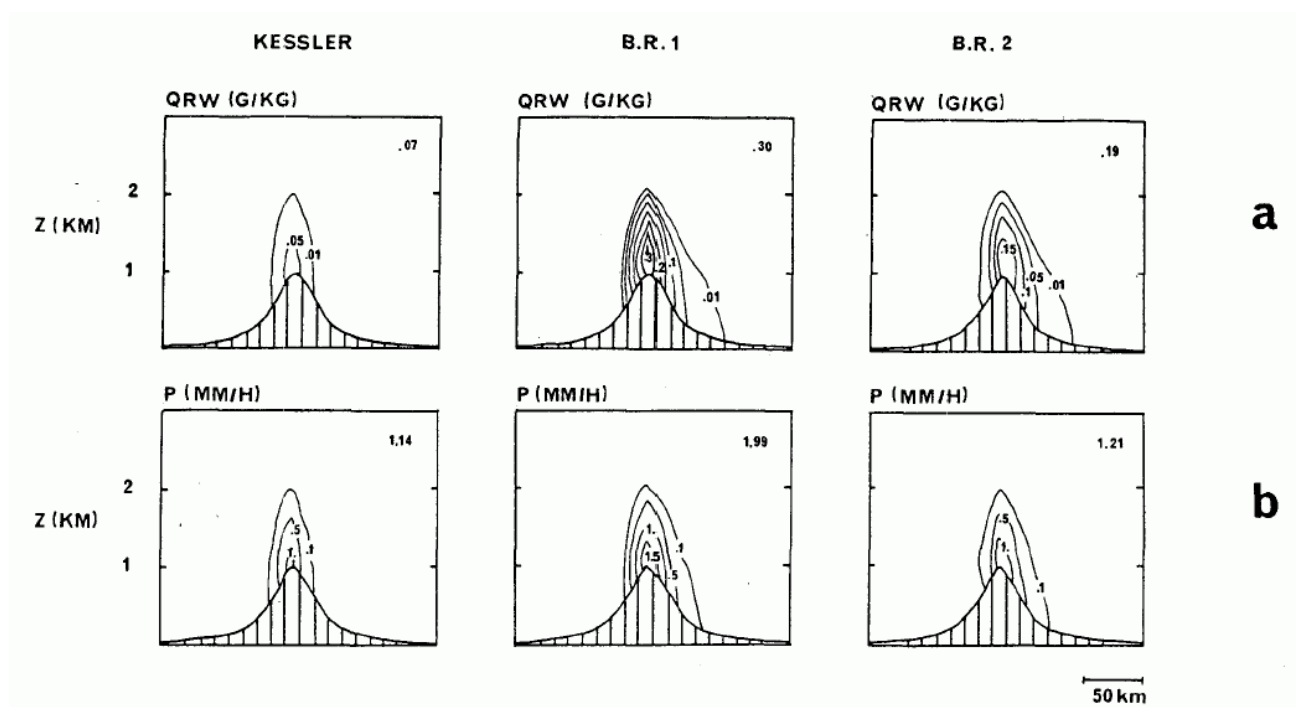 KESSLER B.R. 1 B.R. 2
QRW (G/KG) QRW (G/KG) QRW (G/KG)
.07 .30 .19
2
Z (KM)
1
.05 .01
.3 .2 .1 .01
.15 .05 .01 .1
a
P (MM/H) P (MM/H) P (MM/H)
1,14 1,99 1.21
2
Z (KM)
1
.5 .1 1.
1. .1 1.5 .5
.5 1. .1
b
50 km